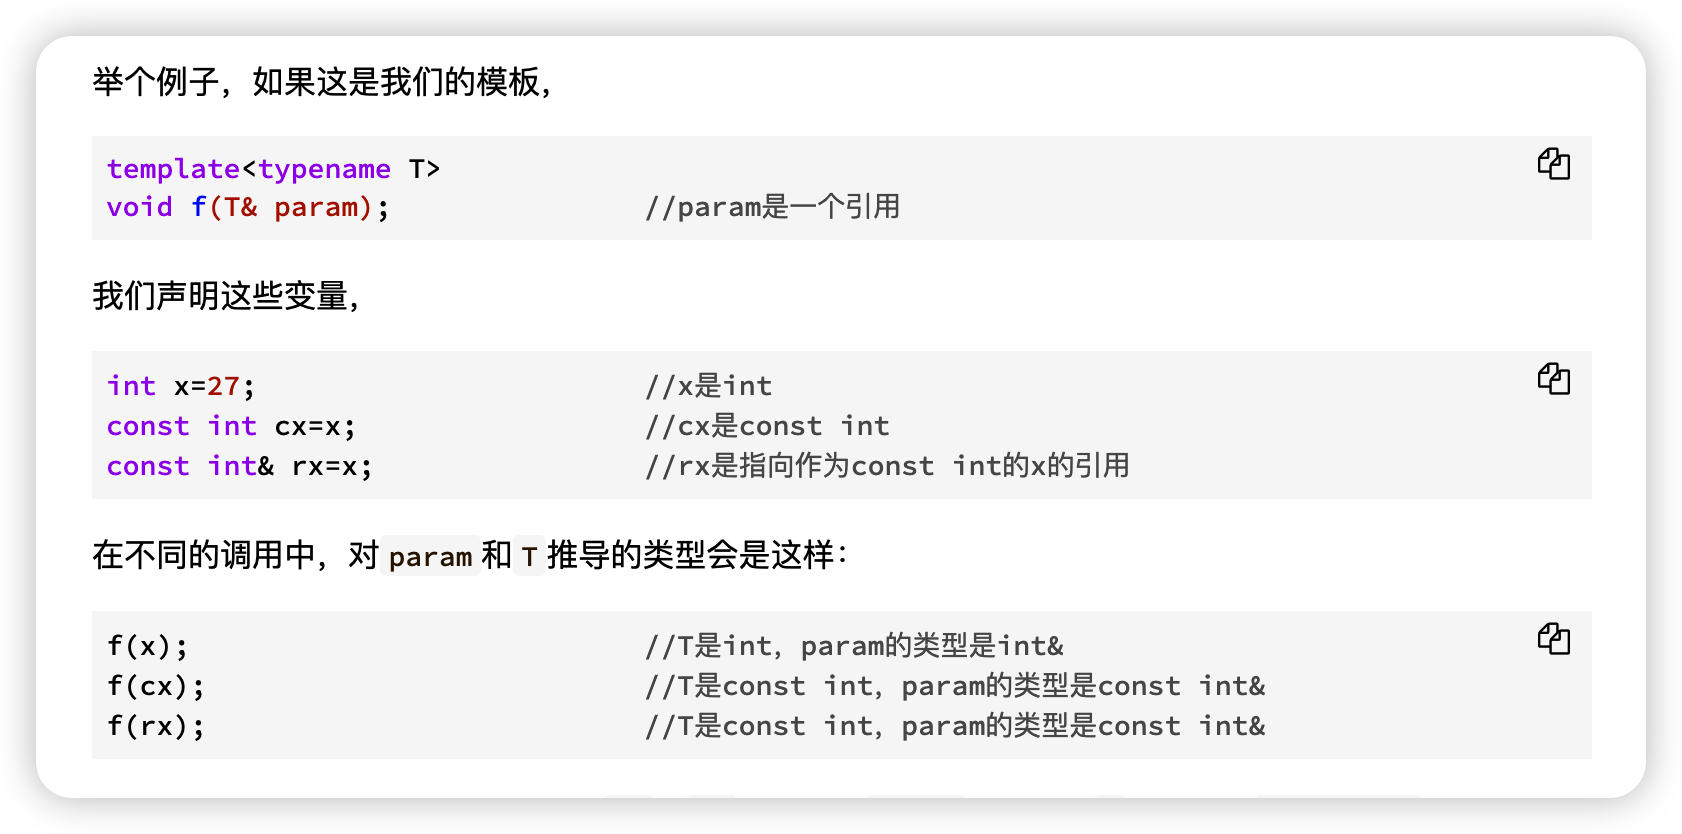 举个例子，如果这是我们的模板，
template<typename T>
void f(T& param);               //param是一个引用
我们声明这些变量，
int x=27;                       //x是int
const int cx=x;                 //cx是const int
const int& rx=x;                //rx是指向作为const int的x的引用
在不同的调用中，对param和T推导的类型会是这样：
f(x);                           //T是int，param的类型是int&
f(cx);                          //T是const int，param的类型是const int&
f(rx);                          //T是const int，param的类型是const int&